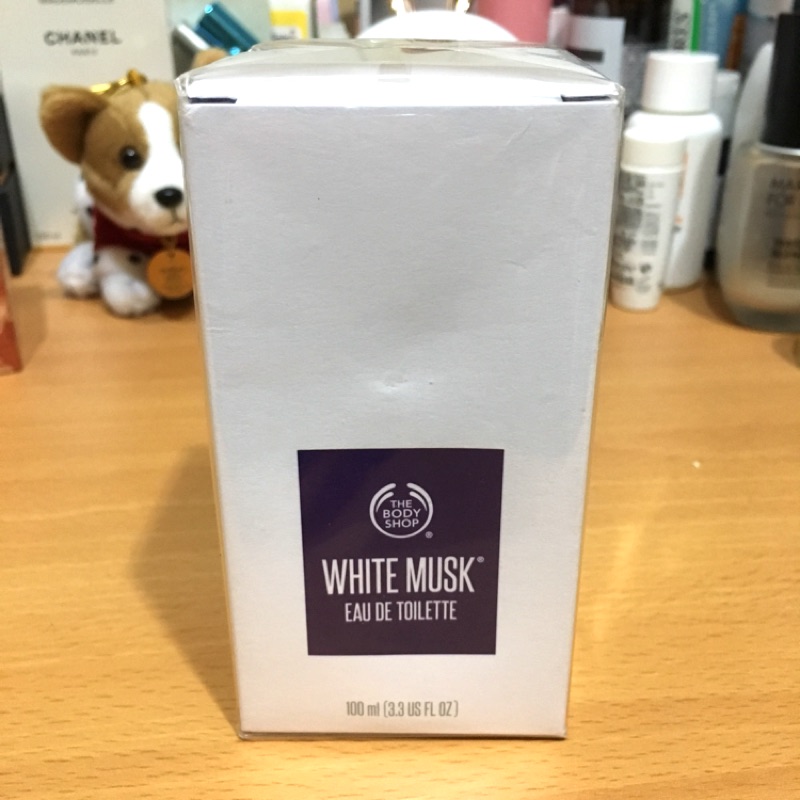 CHANEL
THE
BODY
SHOP
®
WHITE MUSK®
EAU DE TOILETTE
100 ml (3.3 US FL OZ)